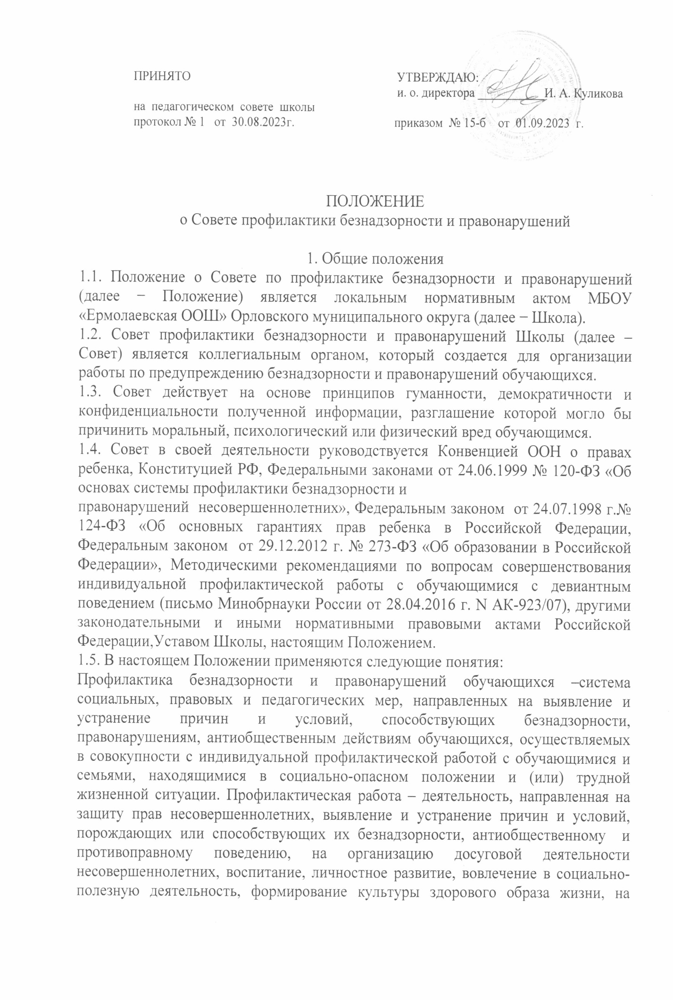 ПРИНЯТО
УТВЕРЖДАЮ:
и. о. директора ___________ И. А. Куликова
на педагогическом совете школы
протокол № 1 от 30.08.2023г.
приказом № 15-б от 01.09.2023 г.
ПОЛОЖЕНИЕ
о Совете профилактики безнадзорности и правонарушений
1. Общие положения
1.1. Положение о Совете по профилактике безнадзорности и правонарушений
(далее − Положение) является локальным нормативным актом МБОУ
«Ермолаевская ООШ» Орловского муниципального округа (далее − Школа).
1.2. Совет профилактики безнадзорности и правонарушений Школы (далее –
Совет) является коллегиальным органом, который создается для организации
работы по предупреждению безнадзорности и правонарушений обучающихся.
1.3. Совет действует на основе принципов гуманности, демократичности и
конфиденциальности полученной информации, разглашение которой могло бы
причинить моральный, психологический или физический вред обучающимся.
1.4. Совет в своей деятельности руководствуется Конвенцией ООН о правах
ребенка, Конституцией РФ, Федеральными законами от 24.06.1999 № 120-ФЗ «Об
основах системы профилактики безнадзорности и
правонарушений несовершеннолетних», Федеральным законом от 24.07.1998 г.№
124-ФЗ «Об основных гарантиях прав ребенка в Российской Федерации,
Федеральным законом от 29.12.2012 г. № 273-ФЗ «Об образовании в Российской
Федерации», Методическими рекомендациями по вопросам совершенствования
индивидуальной профилактической работы с обучающимися с девиантным
поведением (письмо Минобрнауки России от 28.04.2016 г. N АК-923/07), другими
законодательными и иными нормативными правовыми актами Российской
Федерации,Уставом Школы, настоящим Положением.
1.5. В настоящем Положении применяются следующие понятия:
Профилактика безнадзорности и правонарушений обучающихся –система
социальных, правовых и педагогических мер, направленных на выявление и
устранение причин и условий, способствующих безнадзорности,
правонарушениям, антиобщественным действиям обучающихся, осуществляемых
в совокупности с индивидуальной профилактической работой с обучающимися и
семьями, находящимися в социально-опасном положении и (или) трудной
жизненной ситуации. Профилактическая работа – деятельность, направленная на
защиту прав несовершеннолетних, выявление и устранение причин и условий,
порождающих или способствующих их безнадзорности, антиобщественному и
противоправному поведению, на организацию досуговой деятельности
несовершеннолетних, воспитание, личностное развитие, вовлечение в социально-
полезную деятельность, формирование культуры здорового образа жизни, на